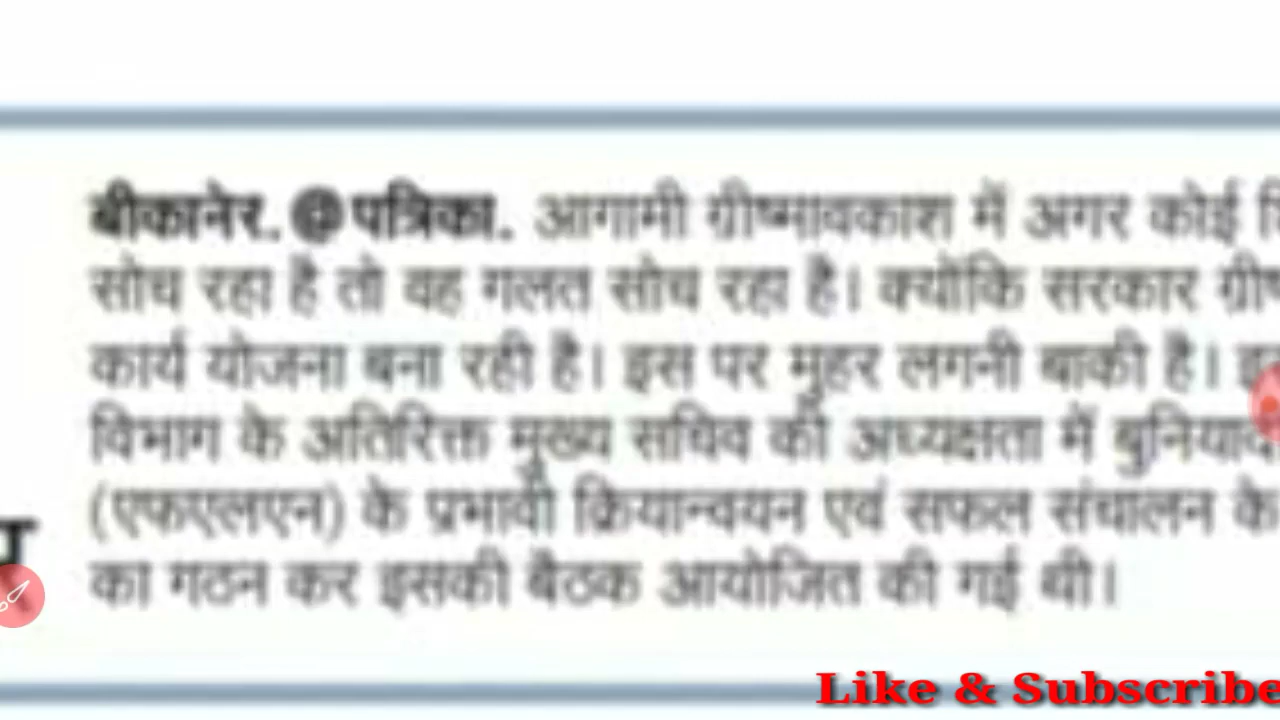 बीकानेर. @ पत्रिका. आगामी ग्रीष्मावकाश में अगर कोई
सोच रहा है तो वह गलत सोच रहा है। क्योंकि सरकार
कार्य योजना बना रही है। इस पर मुहर लगनी बाकी है।
विभाग के अतिरिक्त मुख्य सचिव की अध्यक्षता में
(एफएलएन) के प्रभावी क्रियान्वयन एवं सफल संचालन के
का गठन कर इसकी बैठक आयोजित की गई थी।
Like & Subscribe